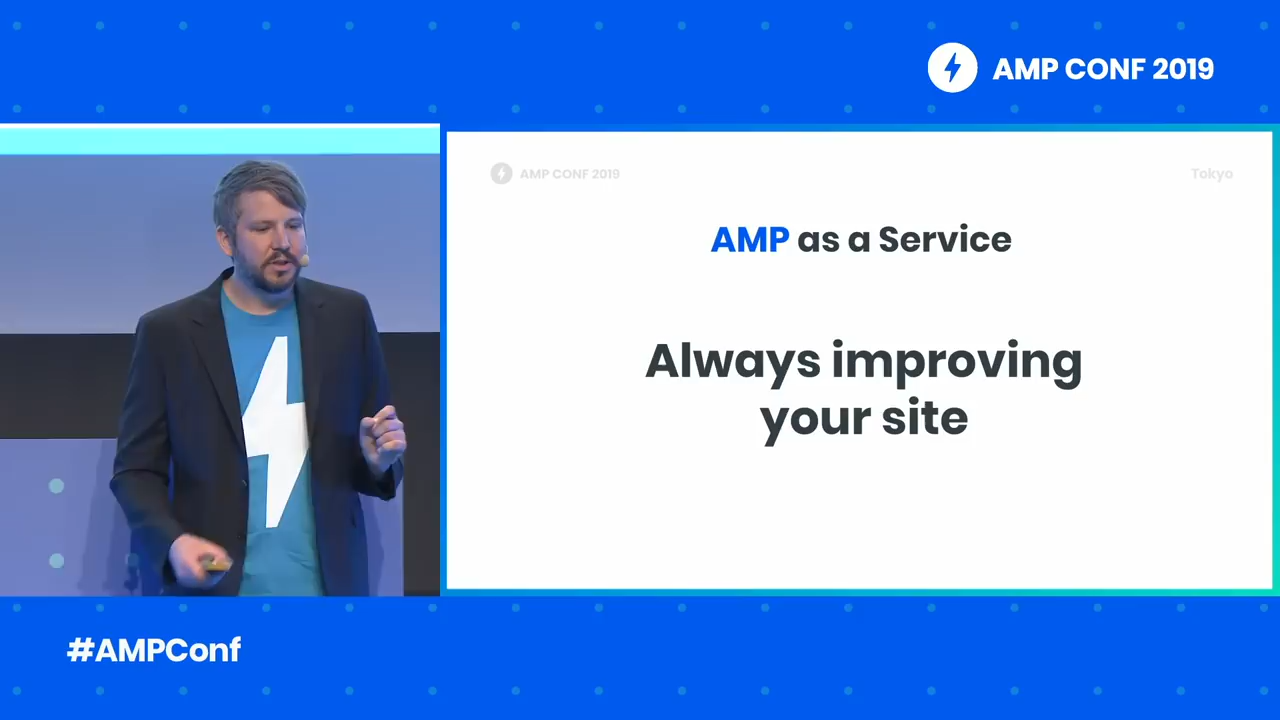 AMP CONF 2019
AMP CONF 2019
Tokyo
AMP as a Service
Always improving
your site
#AMPConf